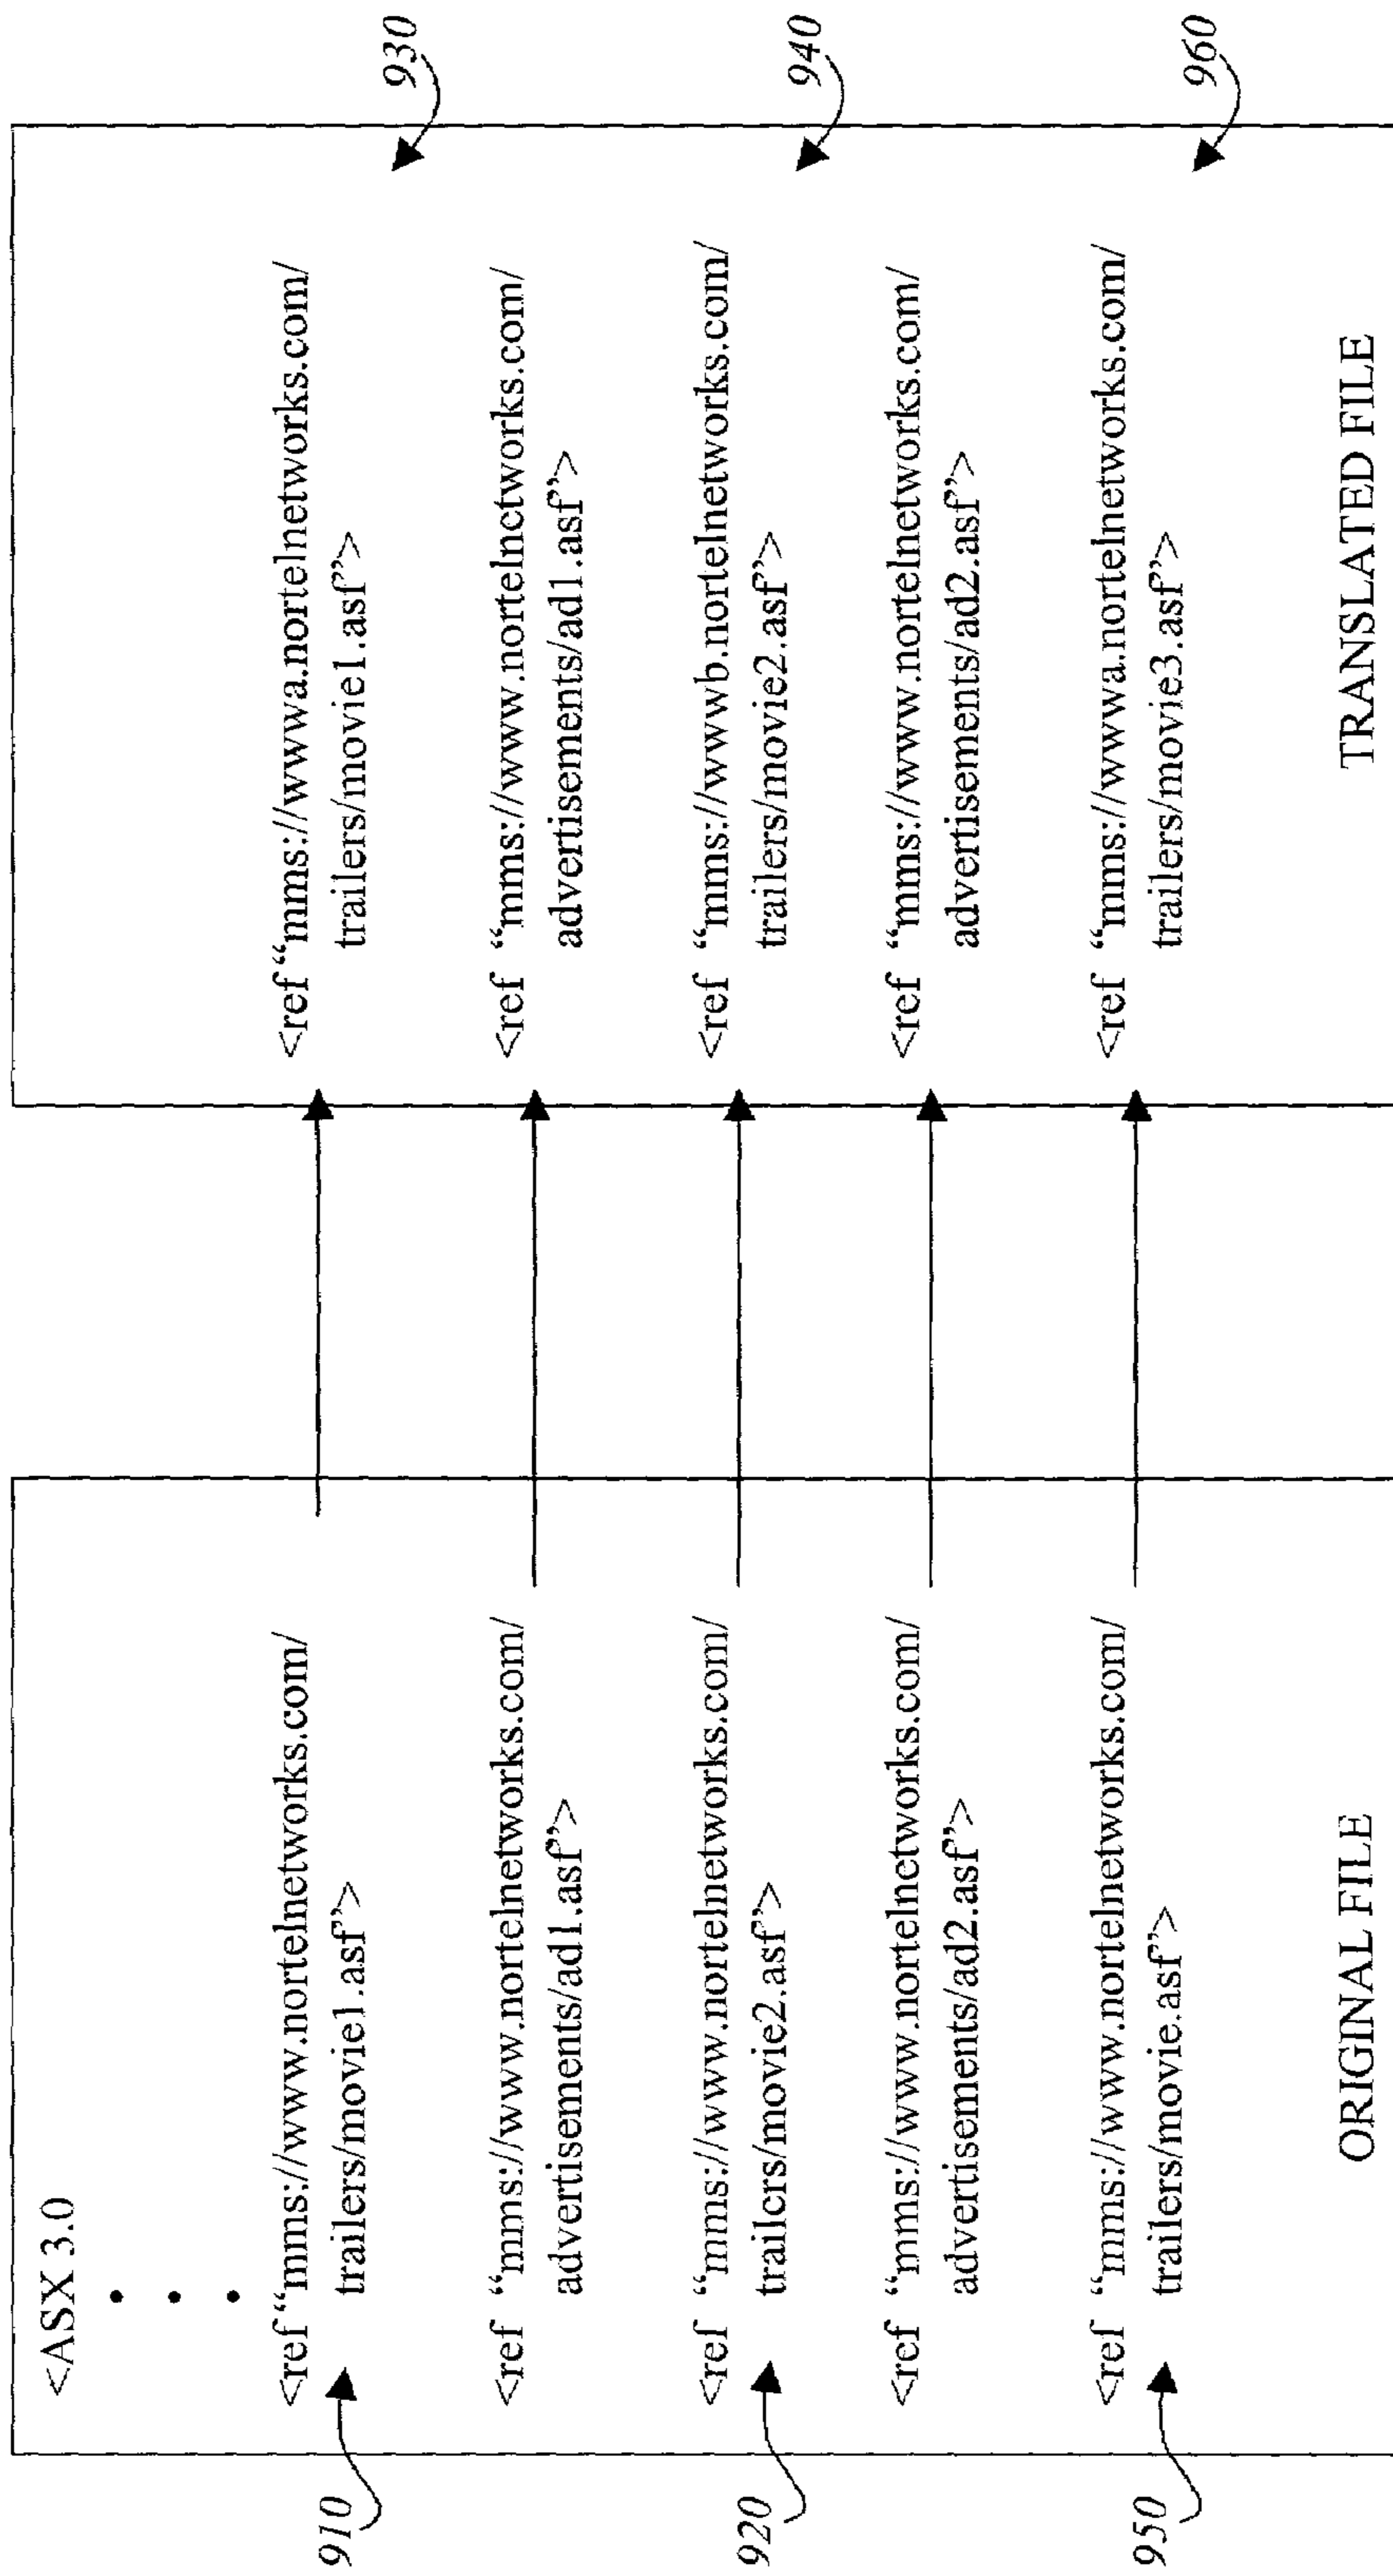 <ASX 3.0
910
<ref “mms://www.nortelnetworks.com/
trailers/movie1.asf”>
<ref “mms://www.nortelnetworks.com/
advertisements/ad1.asf”>
920
<ref “mms://www.nortelnetworks.com/
trailers/movie2.asf”>
<ref “mms://www.nortelnetworks.com/
advertisements/ad2.asf”>
950
<ref “mms://www.nortelnetworks.com/
trailers/movie.asf”>
ORIGINAL FILE
<ref “mms://wwwa.nortelnetworks.com/
trailers/movie1.asf”>
930
<ref “mms://www.nortelnetworks.com/
advertisements/ad1.asf”>
<ref “mms://wwwb.nortelnetworks.com/
trailers/movie2.asf”>
940
<ref “mms://www.nortelnetworks.com/
advertisements/ad2.asf”>
<ref “mms://wwwa.nortelnetworks.com/
trailers/movie3.asf”>
960
TRANSLATED FILE